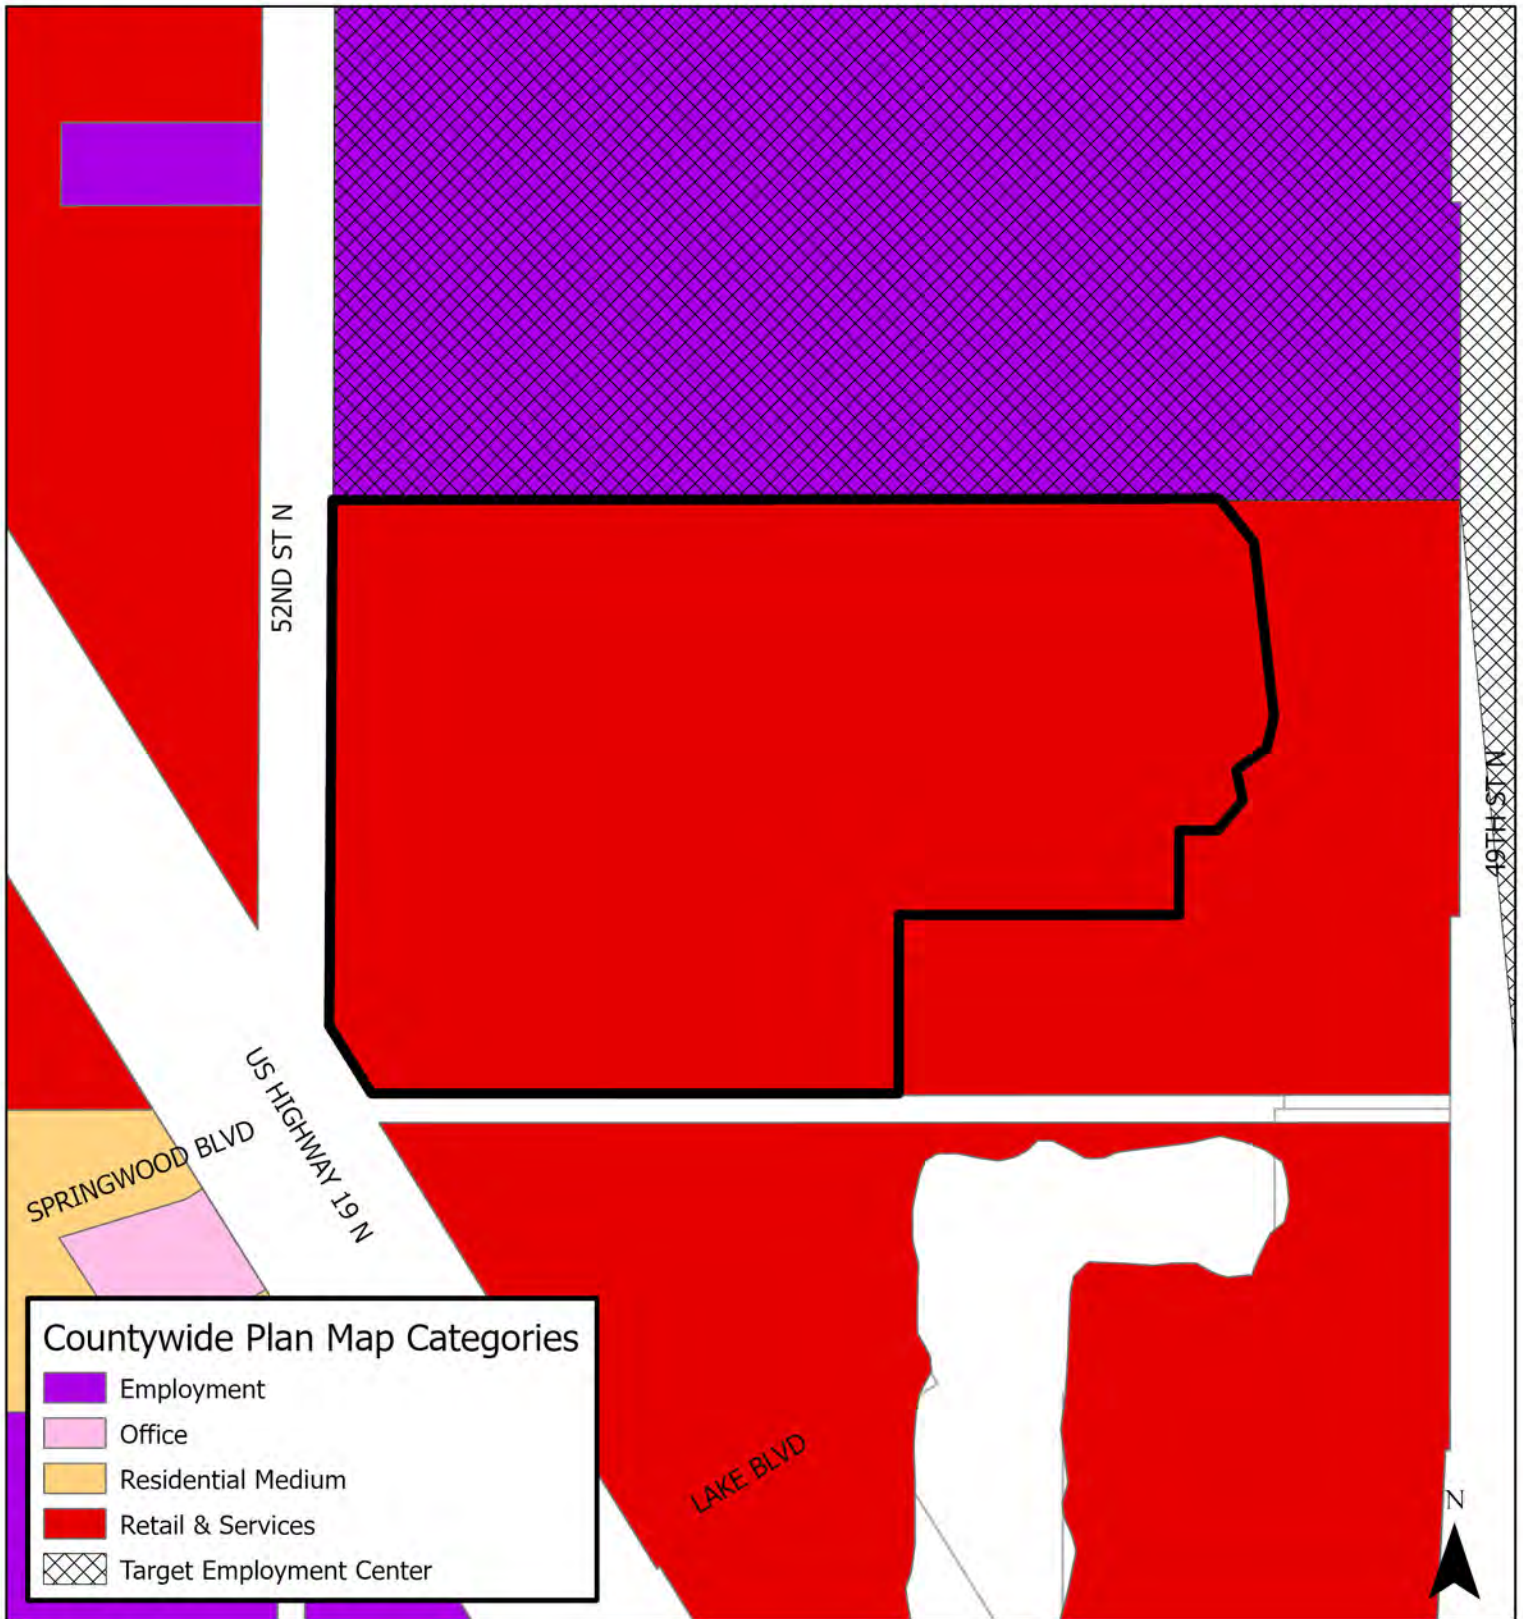 52ND ST N
49TH ST N
US HIGHWAY 19 N
SPRINGWOOD BLVD
LAKE BLVD
Countywide Plan Map Categories
Employment
Office
Residential Medium
Retail & Services
Target Employment Center
N